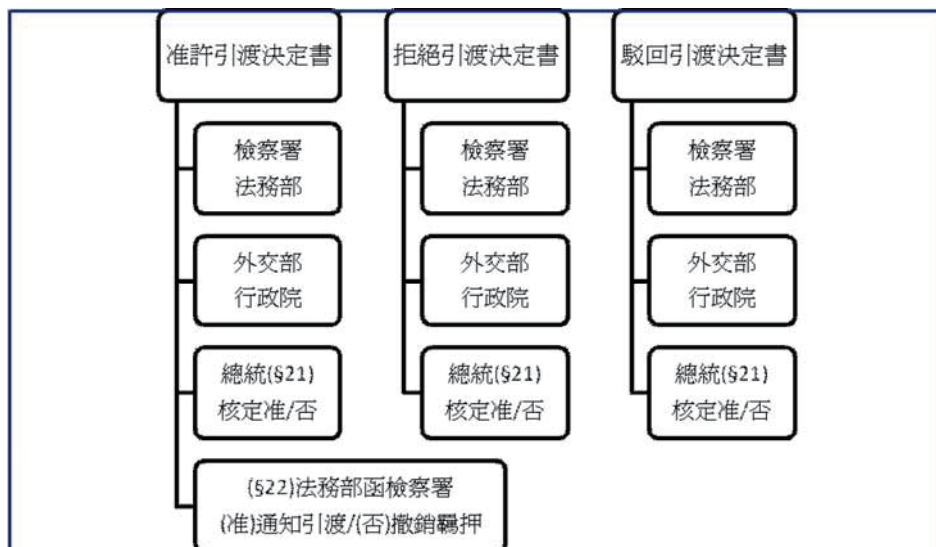 准許引渡決定書
檢察署
法務部
外交部
行政院
總統(§21)
核定准/否
(§22)法務部函檢察署
(准)通知引渡/(否)撤銷羈押
拒絕引渡決定書
檢察署
法務部
外交部
行政院
總統(§21)
核定准/否
駁回引渡決定書
檢察署
法務部
外交部
行政院
總統(§21)
核定准/否